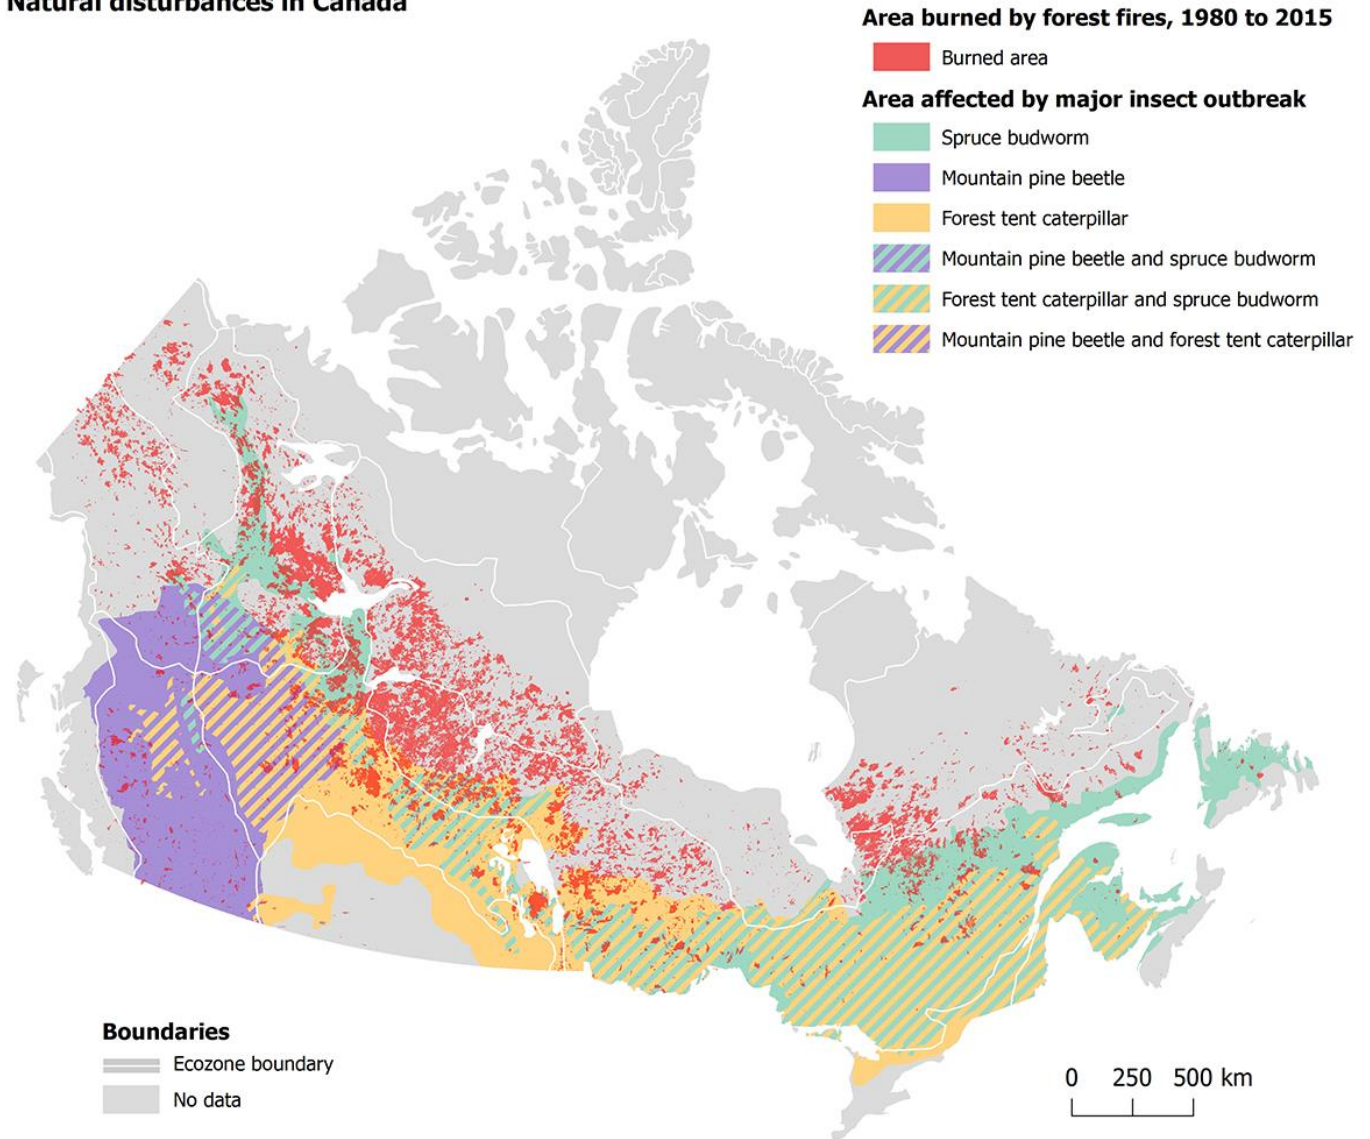 Natural disturbances in Canada
Area burned by forest fires, 1980 to 2015
Burned area
Area affected by major insect outbreak
Spruce budworm
Mountain pine beetle
Forest tent caterpillar
Mountain pine beetle and spruce budworm
Forest tent caterpillar and spruce budworm
Mountain pine beetle and forest tent caterpillar
Boundaries
Ecozone boundary
No data
0 250 500 km